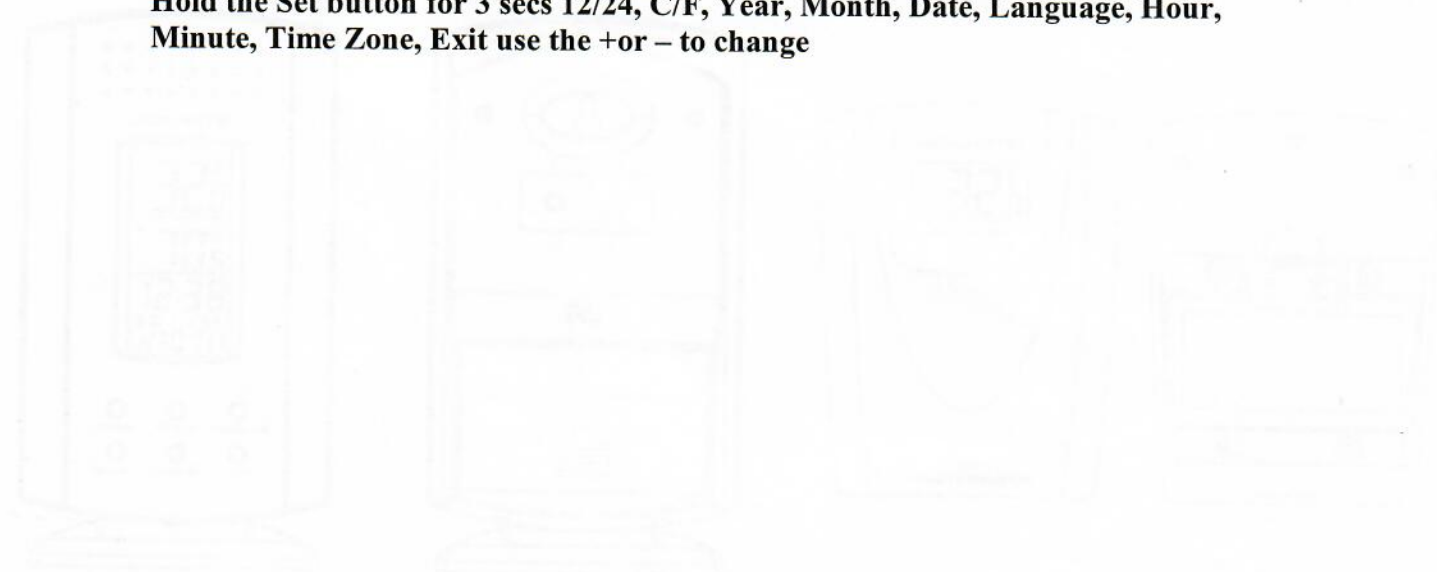 Hold the Set button for 3 secs 12/24, C/F, Year, Month, Date, Language, Hour,
Minute, Time Zone, Exit use the +or – to change